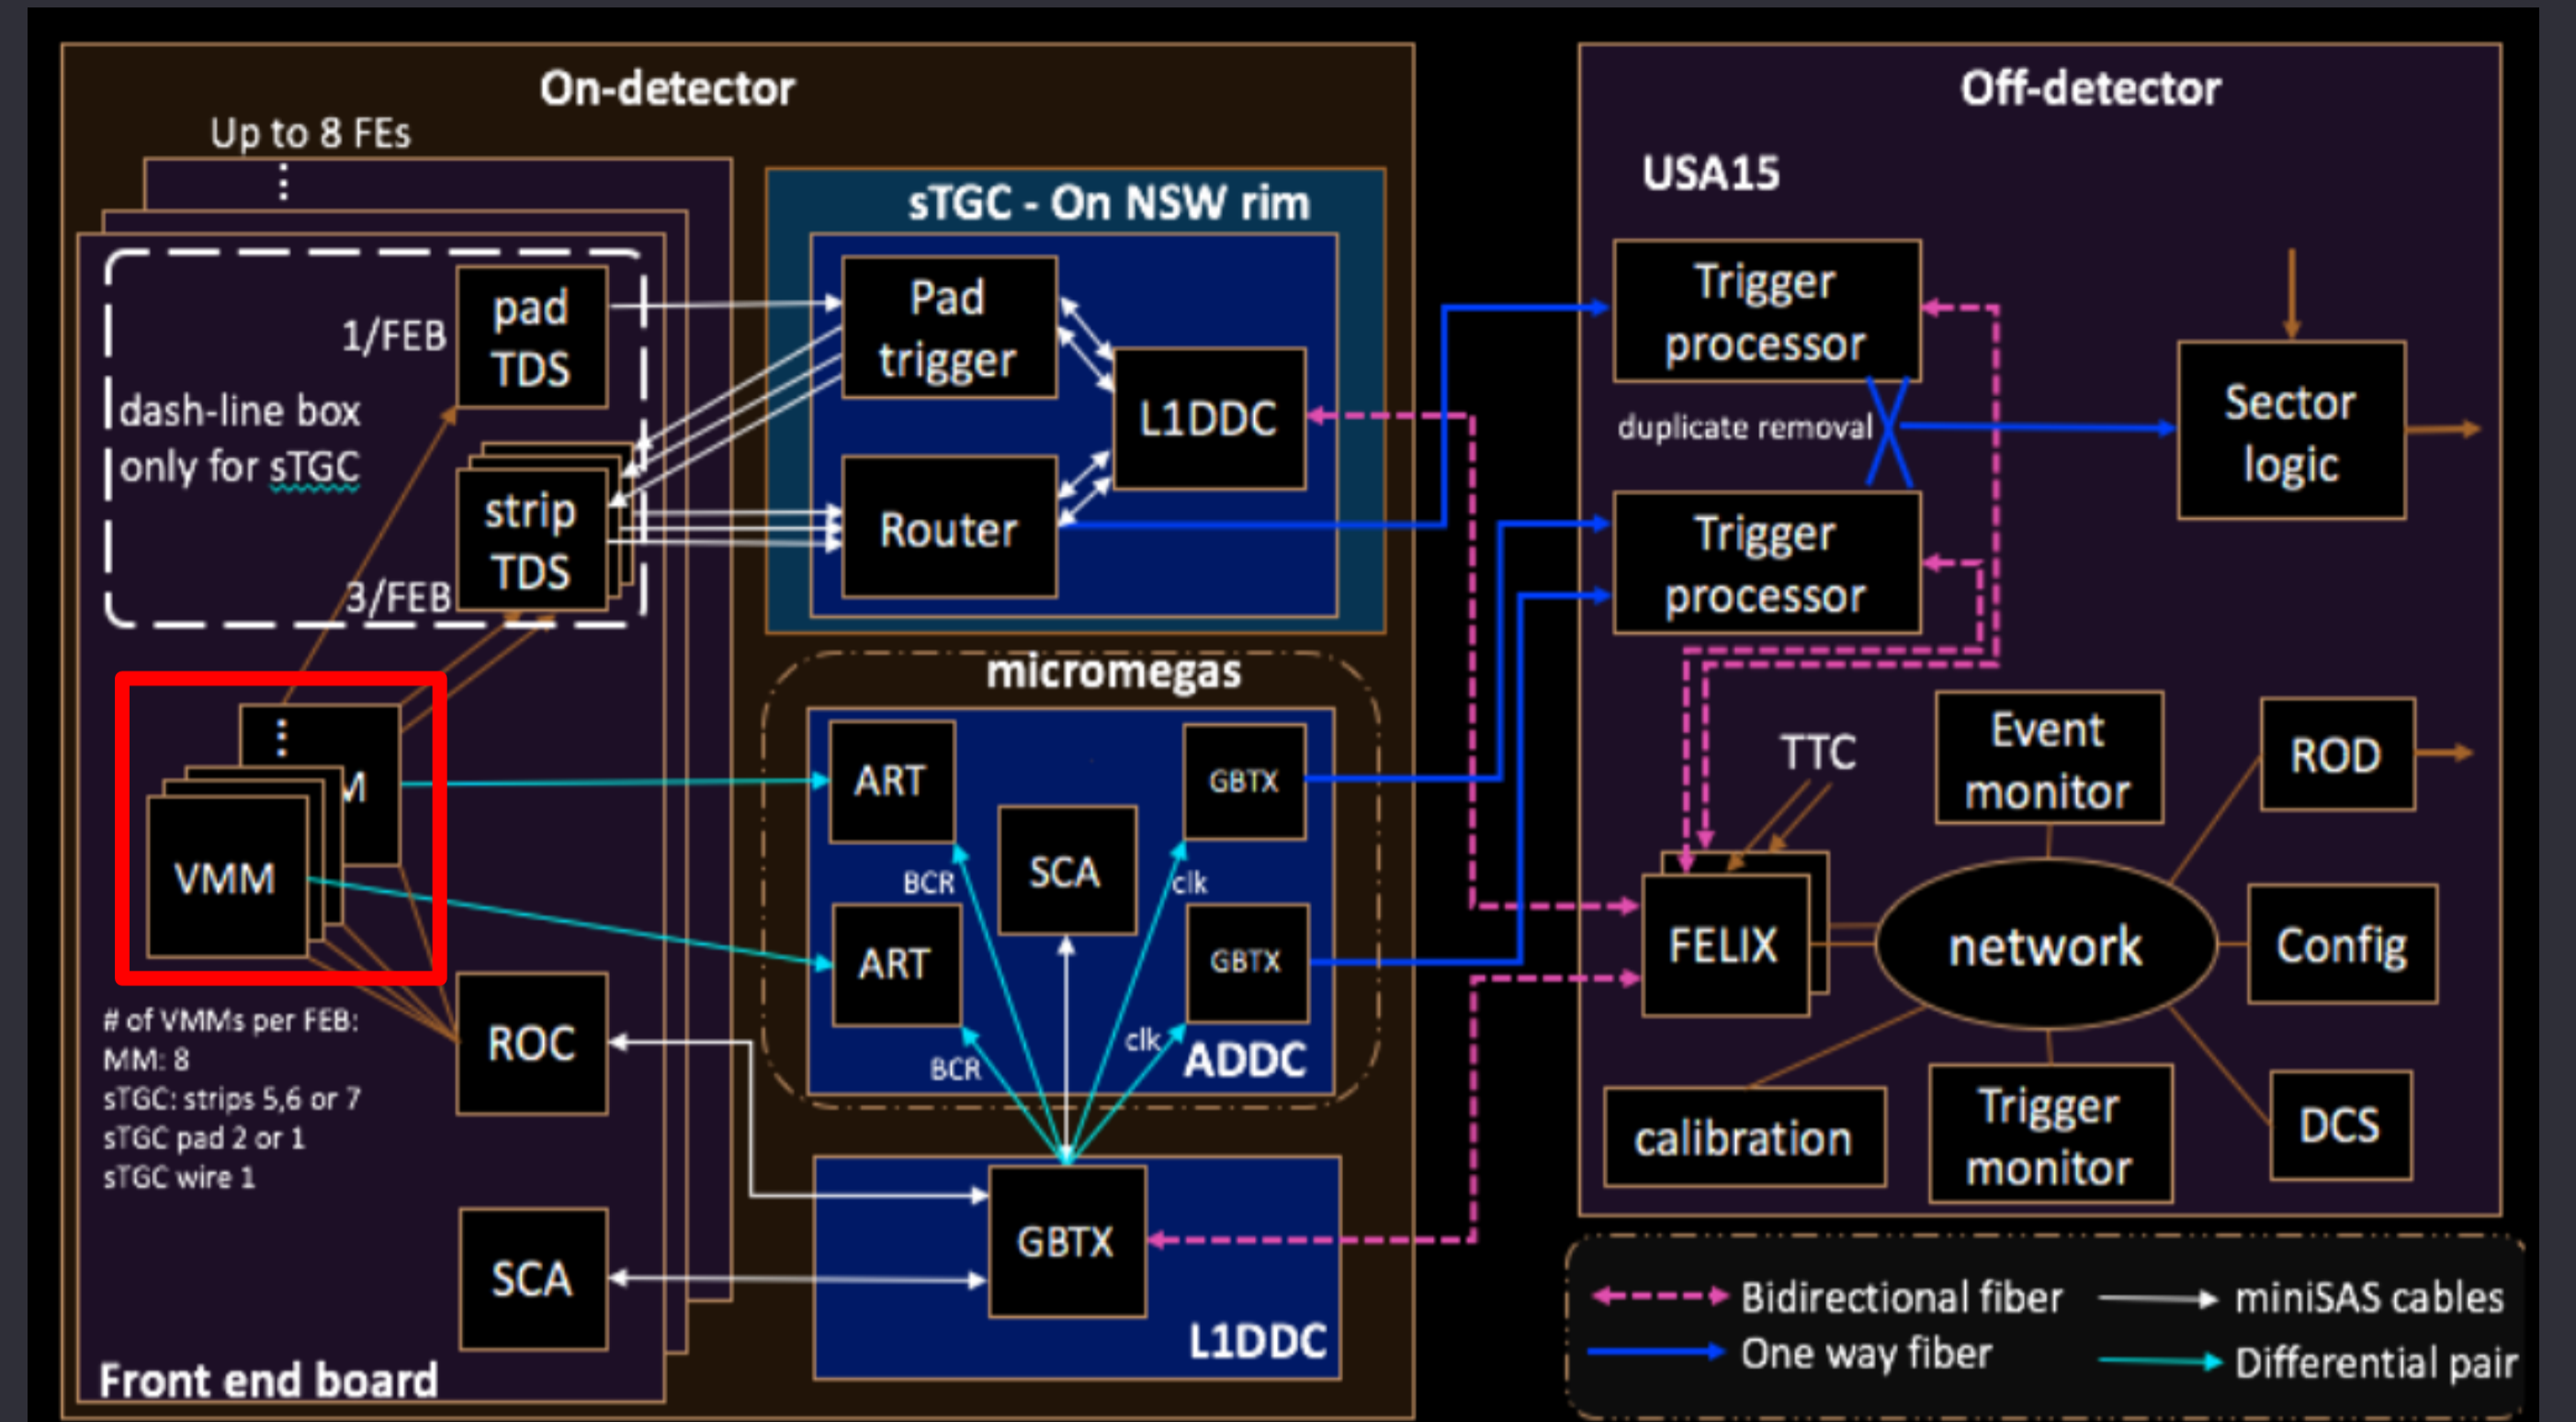 On-detector
Up to 8 FEs
⋮
1/FEB
pad
TDS
dash-line box
only for sTGC
strip
TDS
3/FEB
⋮
M
VMM
# of VMMs per FEB:
MM: 8
sTGC: strips 5,6 or 7
sTGC pad 2 or 1
sTGC wire 1
ROC
SCA
Front end board
sTGC - On NSW rim
Pad
trigger
L1DDC
Router
micromegas
ART
GBTX
SCA
BCR
clk
ART
GBTX
clk
BCR
ADDC
GBTX
L1DDC
Off-detector
USA15
Trigger
processor
duplicate removal
Sector
logic
Trigger
processor
TTC
Event
monitor
ROD
FELIX
network
Config
calibration
Trigger
monitor
DCS
Bidirectional fiber
miniSAS cables
One way fiber
Differential pair